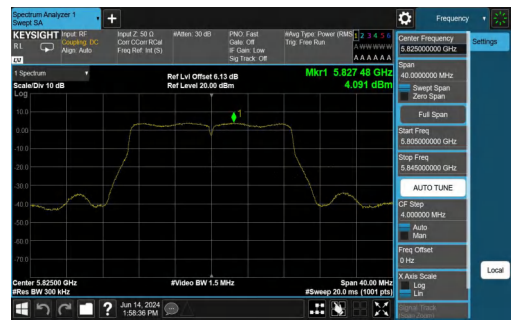 Spectrum Analyzer 1
Swept SA
Frequency
KEYSIGHT
Input: RF
Coupling: DC
Align: Auto
Input Z: 50 Ω
Corr CCorr RCal
Freq Ref: Int (S)
#Atten: 30 dB
PNO: Fast
Gate: Off
IF Gain: Low
Sig Track: Off
#Avg Type: Power (RMS
Trig: Free Run
1 2 3 4 5 6
A W W W W W
A A A A A A
RL
LV
1 Spectrum
Scale/Div 10 dB
Log
Ref Lvl Offset 6.13 dB
Ref Level 20.00 dBm
Mkr1 5.827 48 GHz
4.091 dBm
1
10.0
0.00
-10.0
-20.0
-30.0
-40.0
-50.0
-60.0
-70.0
Center 5.82500 GHz
#Res BW 300 kHz
#Video BW 1.5 MHz
Span 40.00 MHz
#Sweep 20.0 ms (1001 pts)
Jun 14, 2024
1:58:36 PM
Center Frequency
5.825000000 GHz
Span
40.0000000 MHz
Swept Span
Zero Span
Full Span
Start Freq
5.805000000 GHz
Stop Freq
5.845000000 GHz
AUTO TUNE
CF Step
4.000000 MHz
Auto
Man
Freq Offset
0 Hz
X Axis Scale
Log
Lin
Signal Track
Settings
Local